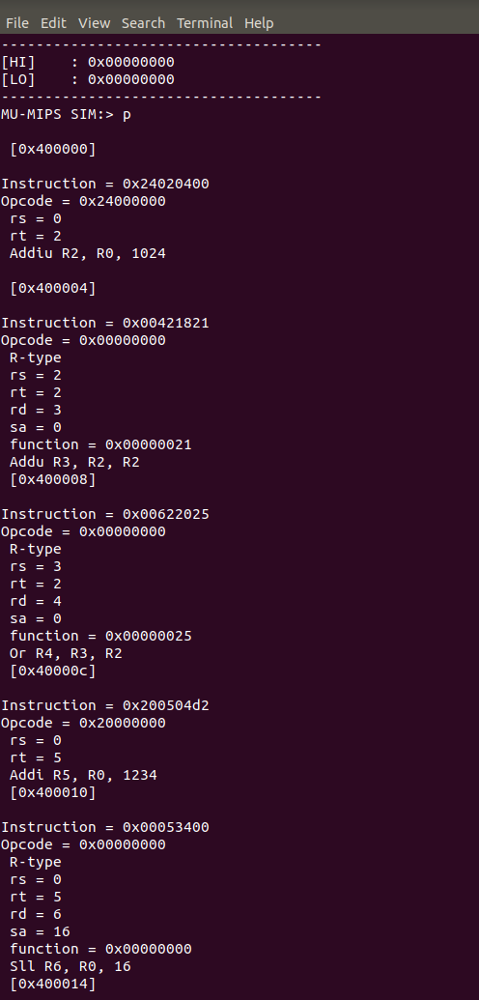 File Edit View Search Terminal Help
-------------------------------------
[HI]    : 0x00000000
[LO]    : 0x00000000
-------------------------------------
MU-MIPS SIM:> p
[0x400000]
Instruction = 0x24020400
Opcode = 0x24000000
rs = 0
rt = 2
Addiu R2, R0, 1024
[0x400004]
Instruction = 0x00421821
Opcode = 0x00000000
R-type
rs = 2
rt = 2
rd = 3
sa = 0
function = 0x00000021
Addu R3, R2, R2
[0x400008]
Instruction = 0x00622025
Opcode = 0x00000000
R-type
rs = 3
rt = 2
rd = 4
sa = 0
function = 0x00000025
Or R4, R3, R2
[0x40000c]
Instruction = 0x200504d2
Opcode = 0x20000000
rs = 0
rt = 5
Addi R5, R0, 1234
[0x400010]
Instruction = 0x00053400
Opcode = 0x00000000
R-type
rs = 0
rt = 5
rd = 6
sa = 16
function = 0x00000000
Sll R6, R0, 16
[0x400014]